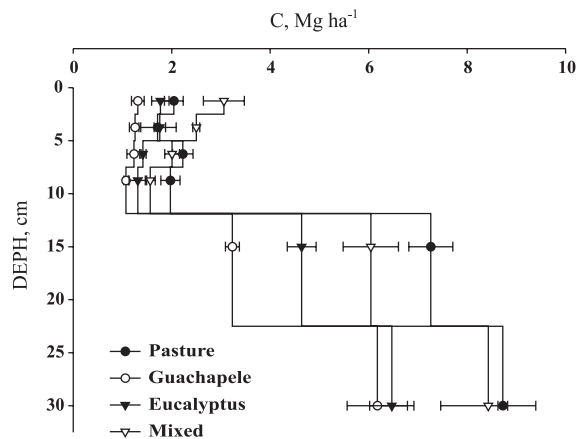 C, Mg ha⁻¹
0 2 4 6 8 10
0
5
10
15
20
25
30
DEPH, cm
Pasture
Guachapele
Eucalyptus
Mixed